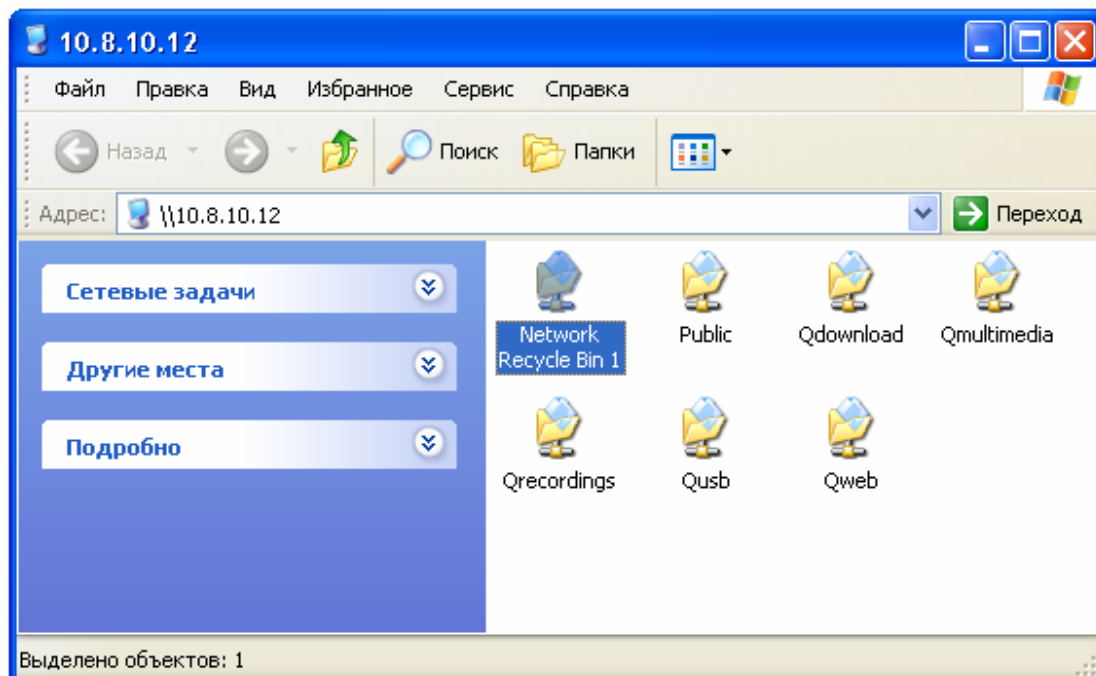 10.8.10.12
Файл Правка Вид Избранное Сервис Справка
Назад Поиск Папки
Адрес: \\10.8.10.12 Переход
Сетевые задачи
Другие места
Подробно
Network
Recycle Bin 1
Public
Qdownload
Qmultimedia
Qrecordings
Qusb
Qweb
Выделено объектов: 1